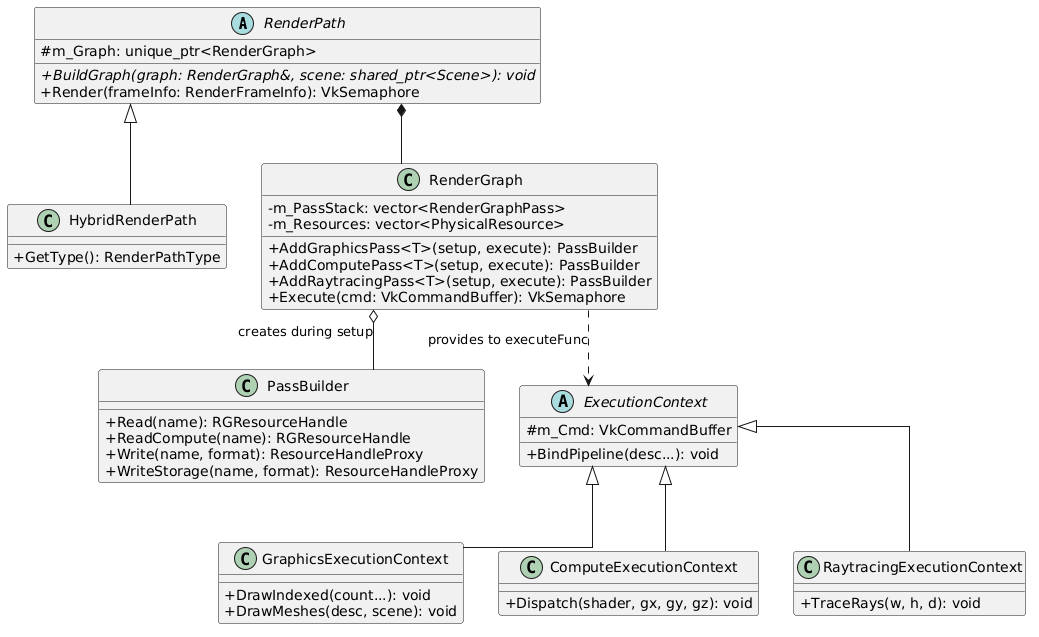 A RenderPath
#m_Graph: unique_ptr<RenderGraph>
+BuildGraph(graph: RenderGraph&, scene: shared_ptr<Scene>): void
+Render(frameInfo: RenderFrameInfo): VkSemaphore
C HybridRenderPath
+GetType(): RenderPathType
C RenderGraph
-m_PassStack: vector<RenderGraphPass>
-m_Resources: vector<PhysicalResource>
+AddGraphicsPass<T>(setup, execute): PassBuilder
+AddComputePass<T>(setup, execute): PassBuilder
+AddRaytracingPass<T>(setup, execute): PassBuilder
+Execute(cmd: VkCommandBuffer): VkSemaphore
creates during setup
provides to executeFunc
C PassBuilder
+Read(name): RGResourceHandle
+ReadCompute(name): RGResourceHandle
+Write(name, format): ResourceHandleProxy
+WriteStorage(name, format): ResourceHandleProxy
A ExecutionContext
#m_Cmd: VkCommandBuffer
+BindPipeline(desc...): void
C GraphicsExecutionContext
+DrawIndexed(count...): void
+DrawMeshes(desc, scene): void
C ComputeExecutionContext
+Dispatch(shader, gx, gy, gz): void
C RaytracingExecutionContext
+TraceRays(w, h, d): void